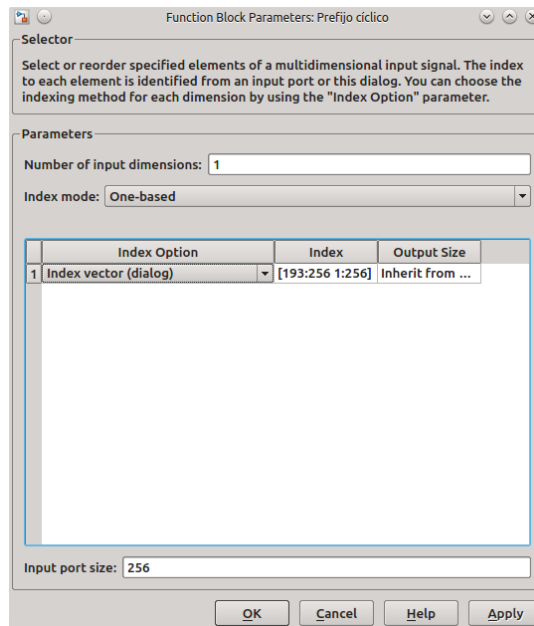 Function Block Parameters: Prefijo cíclico
Selector
Select or reorder specified elements of a multidimensional input signal. The index
to each element is identified from an input port or this dialog. You can choose the
indexing method for each dimension by using the "Index Option" parameter.
Parameters
Number of input dimensions: 1
Index mode: One-based
Index Option Index Output Size
1 Index vector (dialog) [193:256 1:256] Inherit from ...
Input port size: 256
OK Cancel Help Apply